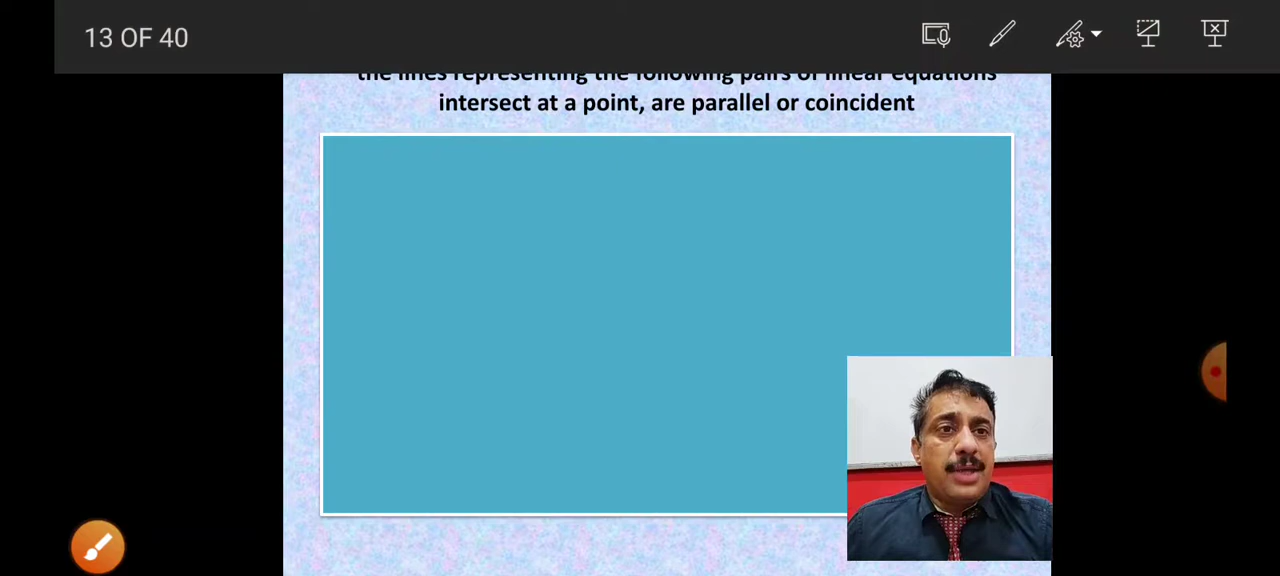 13 OF 40
the lines representing the following pairs of linear equations
intersect at a point, are parallel or coincident